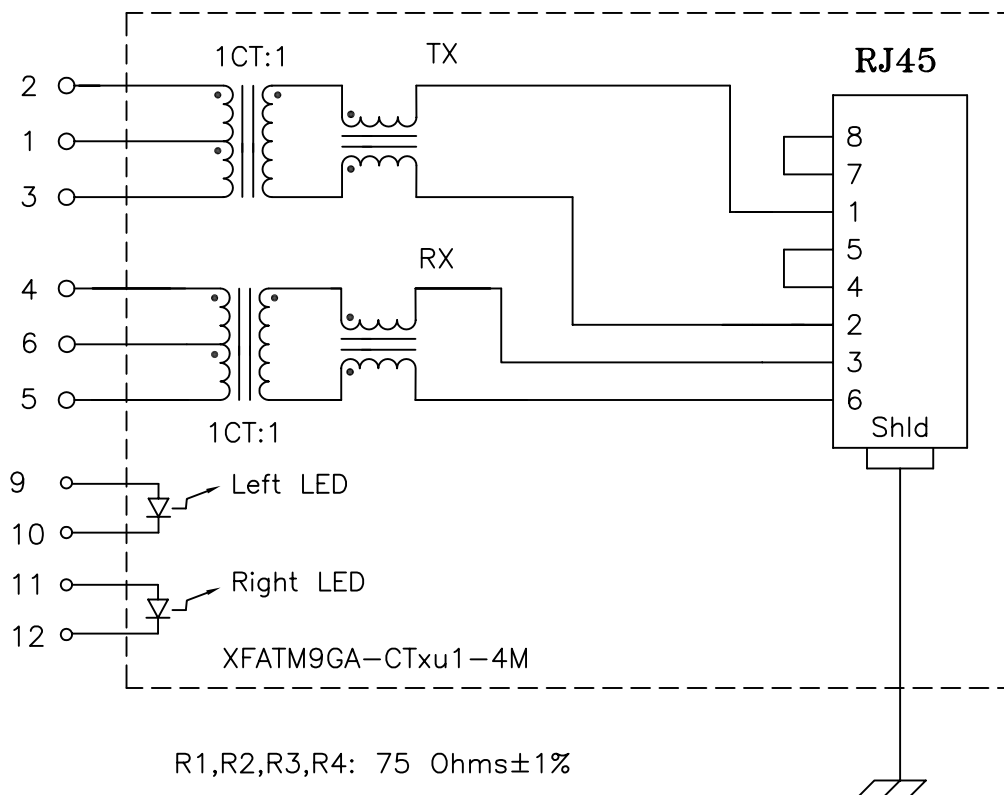 1CT:1
TX
RJ45
2
1
3
8
7
1
5
4
2
3
6
RX
4
6
5
1CT:1
Shld
9
Left LED
10
11
Right LED
12
XFATM9GA-CTxu1-4M
R1,R2,R3,R4: 75 Ohms±1%